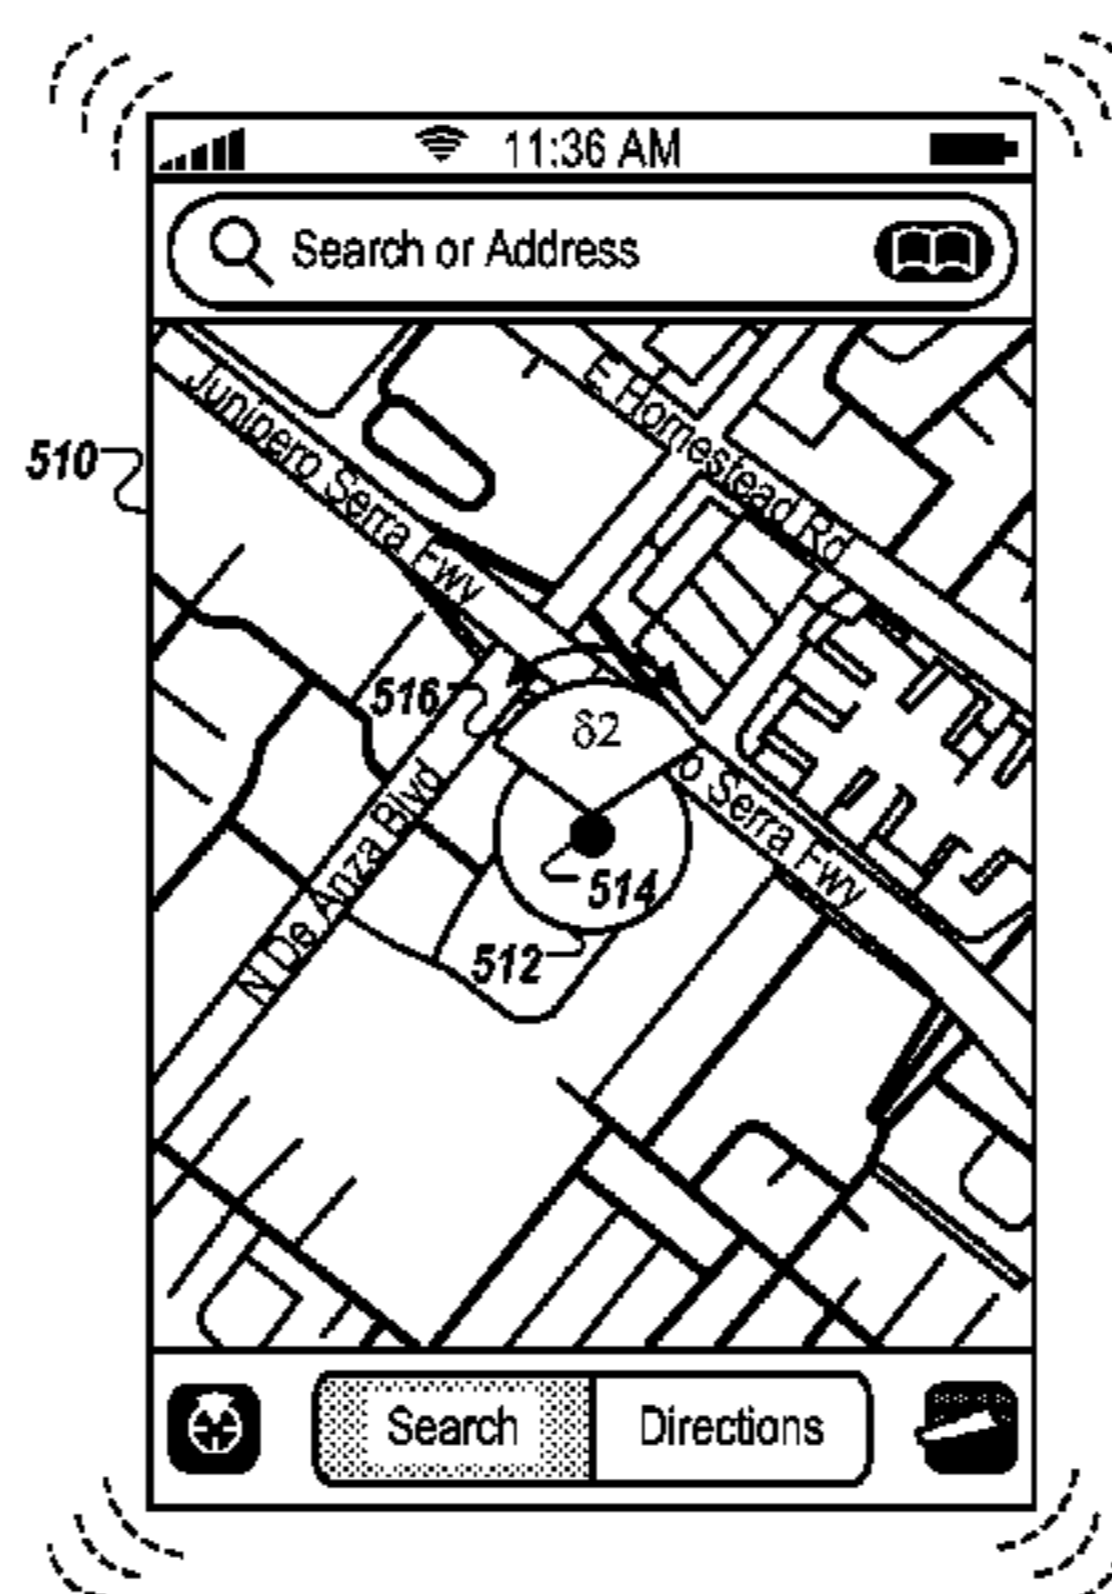 11:36 AM
Search or Address
E Homestead Rd
Junipero Serra Fwy
510
516
δ2
o Serra Fwy
N De Anza Blvd
514
512
Search
Directions